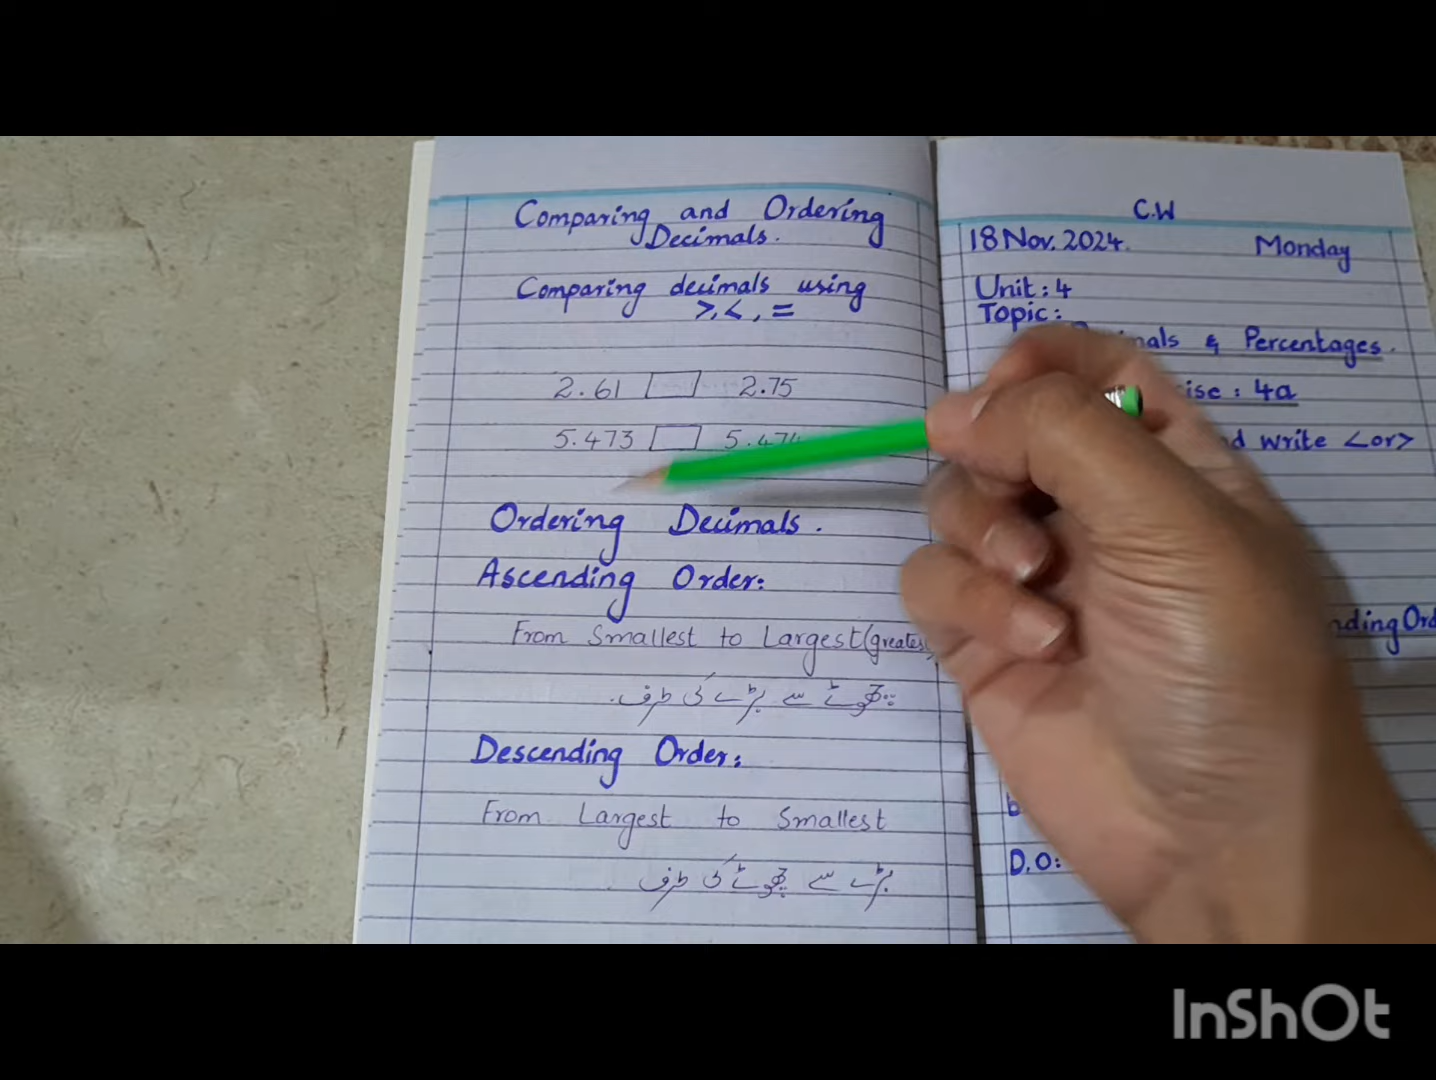 Comparing and Ordering
Decimals.
Comparing decimals using
>, <, =
2.61 2.75
5.473
Ordering Decimals.
Ascending Order:
From Smallest to Largest (greatest
چھوٹے سے بڑے کی طرف.
Descending Order:
From Largest to Smallest
بڑے سے چھوٹے کی طرف
C.W
18 Nov. 2024. Monday
Unit: 4
Topic:
& Percentages.
: 4a
write <or>
D.O:
InShOt